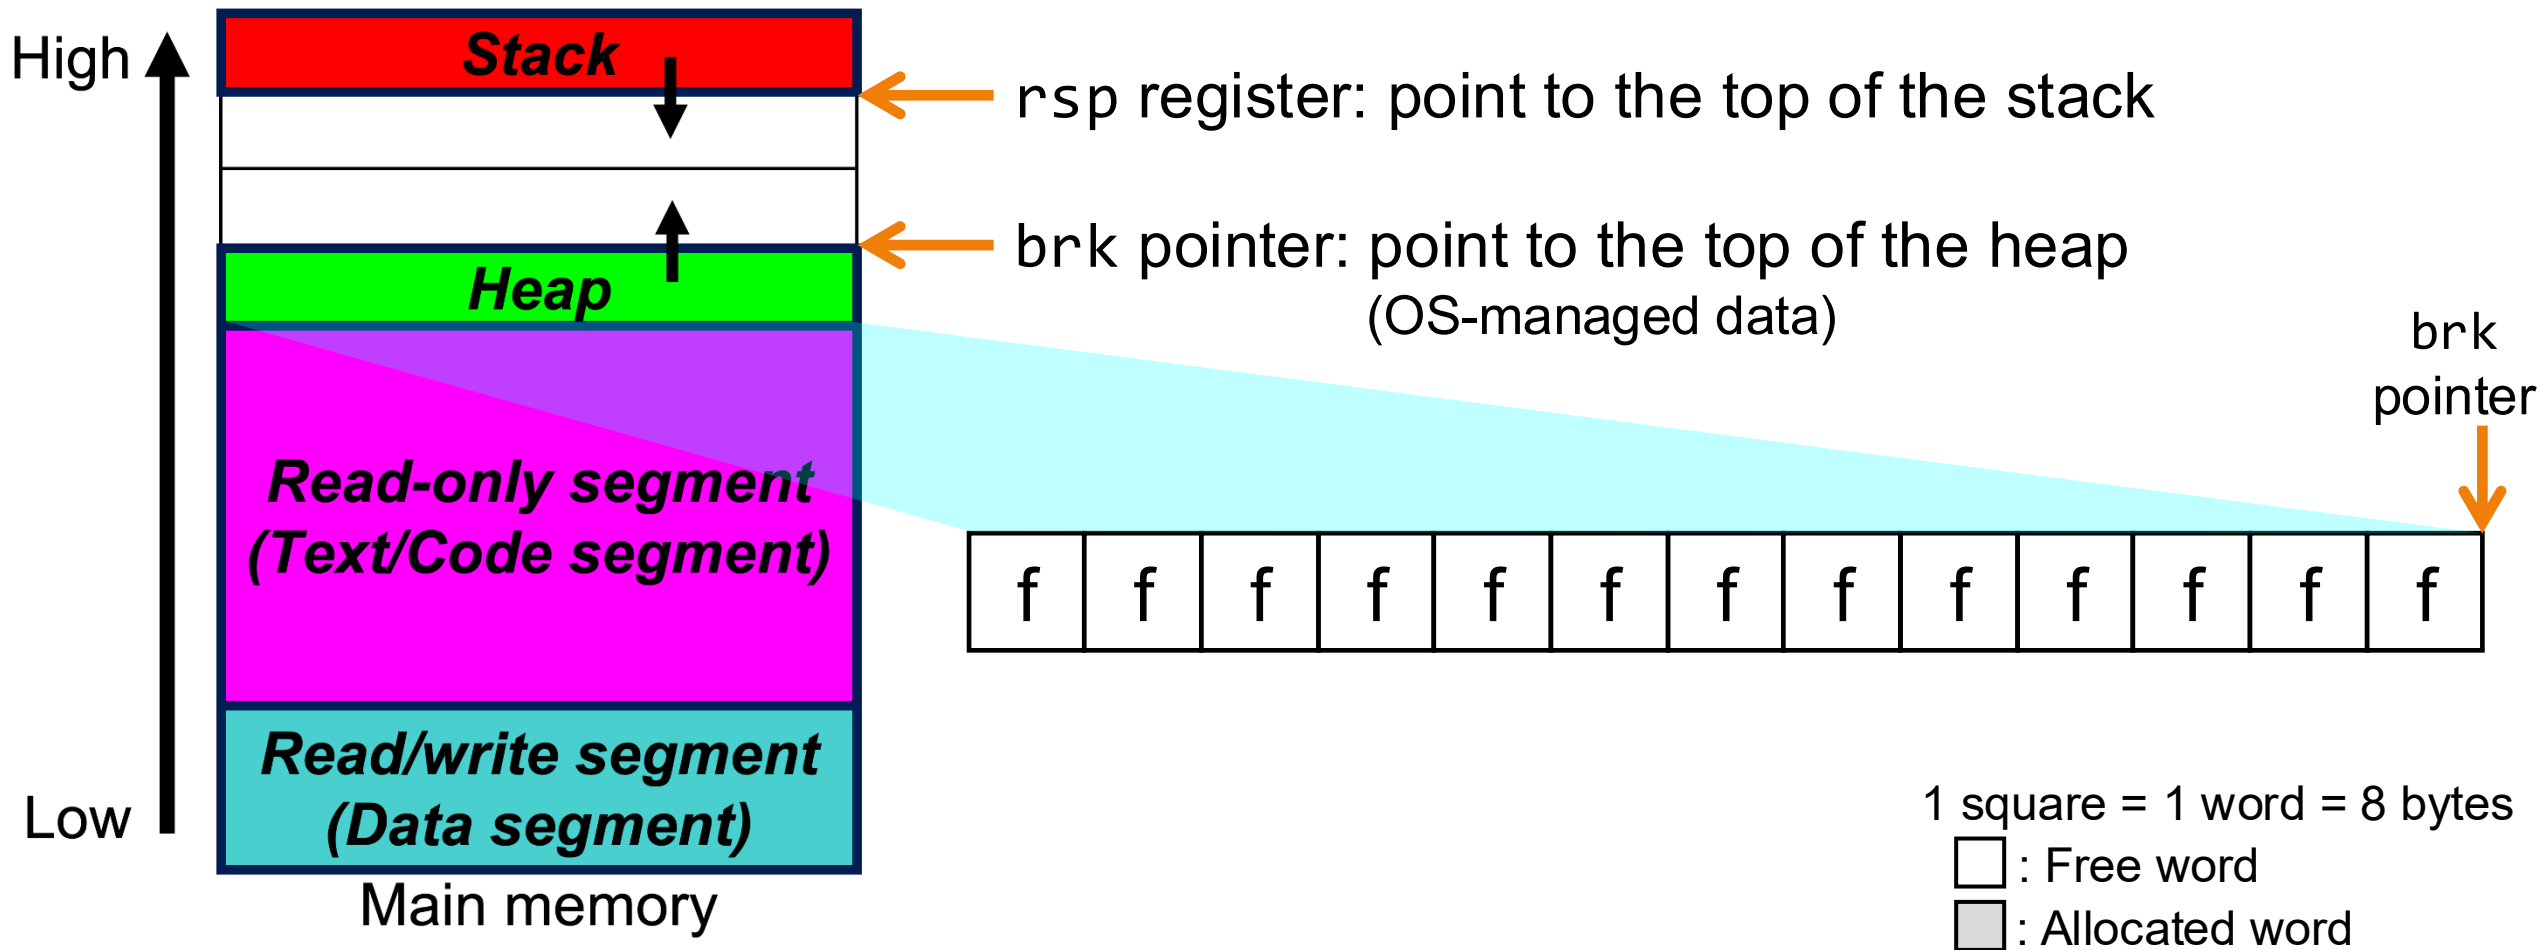 High
Stack
rsp register: point to the top of the stack
brk pointer: point to the top of the heap
(OS-managed data)
Heap
brk
pointer
Read-only segment
(Text/Code segment)
f f f f f f f f f f f f f
Read/write segment
(Data segment)
Low
Main memory
1 square = 1 word = 8 bytes
: Free word
: Allocated word